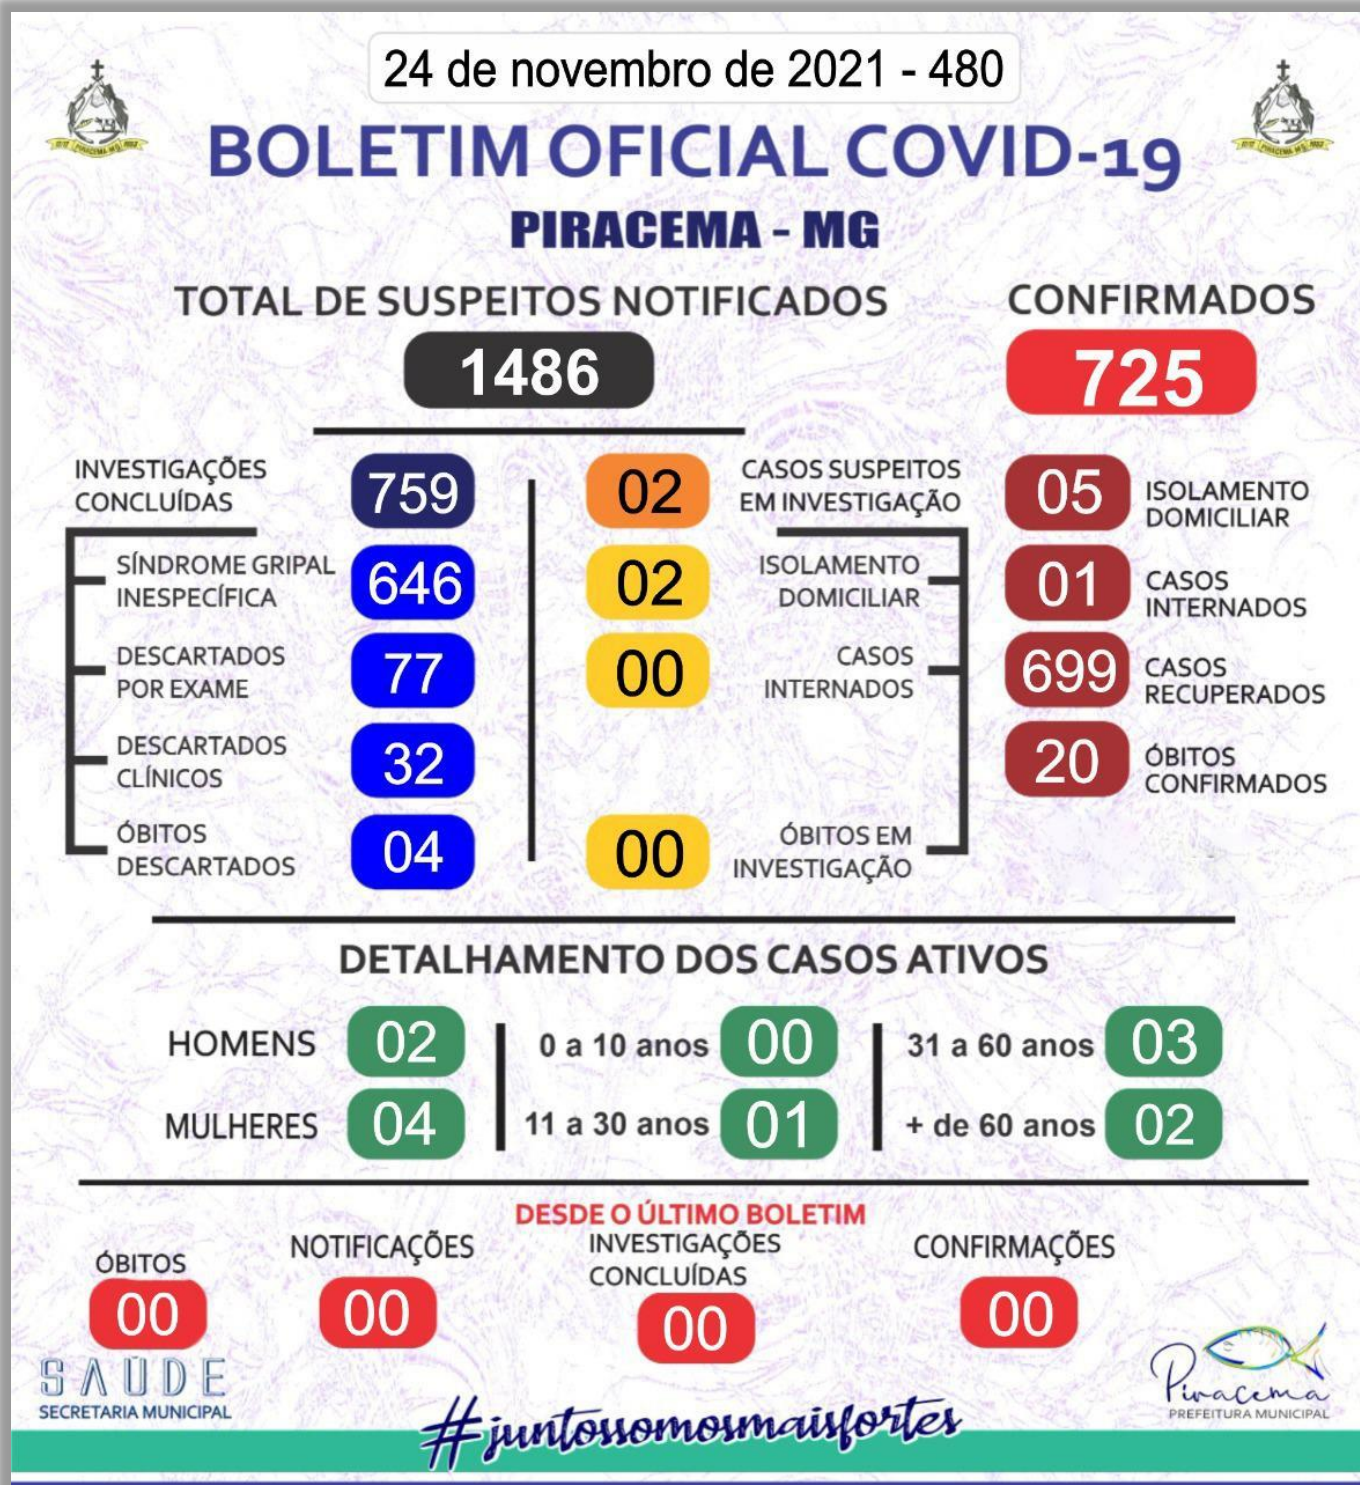 24 de novembro de 2021 - 480
BOLETIM OFICIAL COVID-19
PIRACEMA - MG
TOTAL DE SUSPEITOS NOTIFICADOS
1486
CONFIRMADOS
725
INVESTIGAÇÕES
CONCLUÍDAS
759
SÍNDROME GRIPAL
INESPECÍFICA
646
DESCARTADOS
POR EXAME
77
DESCARTADOS
CLÍNICOS
32
ÓBITOS
DESCARTADOS
04
02
CASOS SUSPEITOS
EM INVESTIGAÇÃO
02
ISOLAMENTO
DOMICILIAR
00
CASOS
INTERNADOS
00
ÓBITOS EM
INVESTIGAÇÃO
05
ISOLAMENTO
DOMICILIAR
01
CASOS
INTERNADOS
699
CASOS
RECUPERADOS
20
ÓBITOS
CONFIRMADOS
DETALHAMENTO DOS CASOS ATIVOS
HOMENS 02
MULHERES 04
0 a 10 anos 00
11 a 30 anos 01
31 a 60 anos 03
+ de 60 anos 02
DESDE O ÚLTIMO BOLETIM
ÓBITOS
00
NOTIFICAÇÕES
00
INVESTIGAÇÕES
CONCLUÍDAS
00
CONFIRMAÇÕES
00
SAÚDE
SECRETARIA MUNICIPAL
#juntossomosmaisfortes
Piracema
PREFEITURA MUNICIPAL